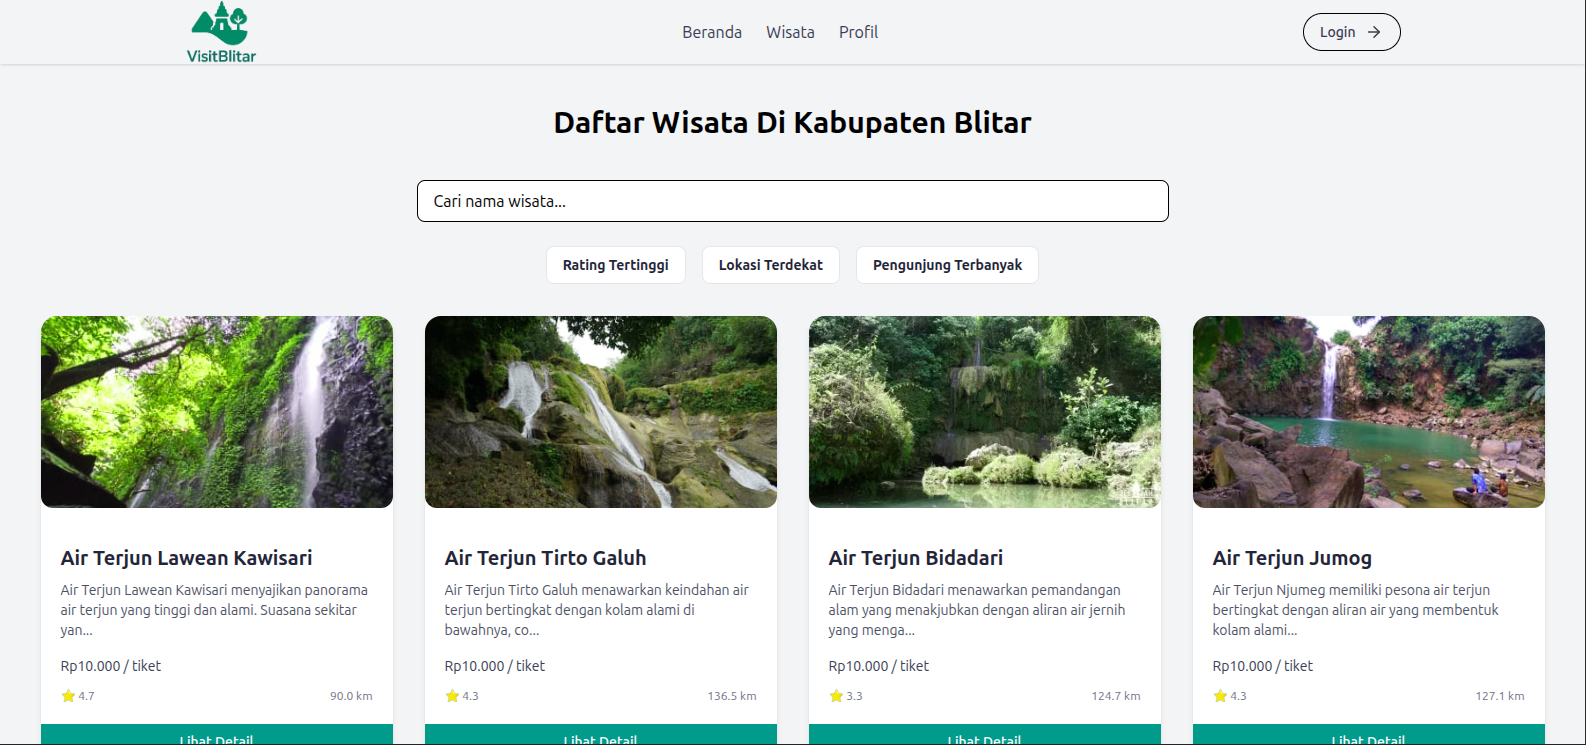 VisitBlitar
Beranda
Wisata
Profil
Login
Daftar Wisata Di Kabupaten Blitar
Cari nama wisata...
Rating Tertinggi
Lokasi Terdekat
Pengunjung Terbanyak
Air Terjun Lawean Kawisari
Air Terjun Lawean Kawisari menyajikan panorama
air terjun yang tinggi dan alami. Suasana sekitar
yan...
Rp10.000 / tiket
4.7
90.0 km
Lihat Detail
Air Terjun Tirto Galuh
Air Terjun Tirto Galuh menawarkan keindahan air
terjun bertingkat dengan kolam alami di
bawahnya, co...
Rp10.000 / tiket
4.3
136.5 km
Lihat Detail
Air Terjun Bidadari
Air Terjun Bidadari menawarkan pemandangan
alam yang menakjubkan dengan aliran air jernih
yang menga...
Rp10.000 / tiket
3.3
124.7 km
Lihat Detail
Air Terjun Jumog
Air Terjun Njumeg memiliki pesona air terjun
bertingkat dengan aliran air yang membentuk
kolam alami...
Rp10.000 / tiket
4.3
127.1 km
Lihat Detail